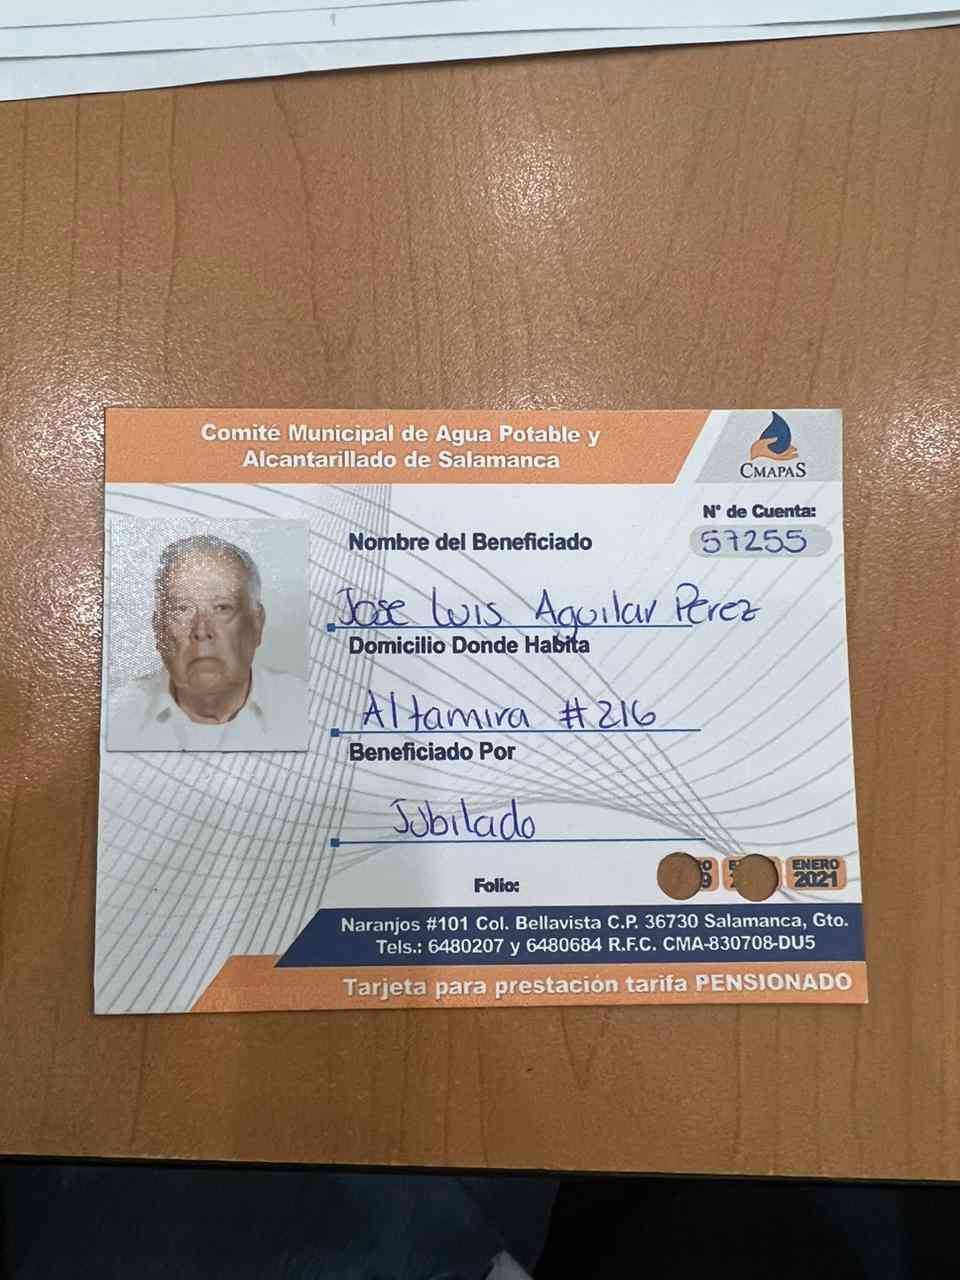 Comité Municipal de Agua Potable y
Alcantarillado de Salamanca
CMAPAS
N° de Cuenta:
57255
Nombre del Beneficiado
Jose Luis Aguilar Perez
Domicilio Donde Habita
Altamira #216
Beneficiado Por
Jubilado
Folio:
ENERO
2021
Naranjos #101 Col. Bellavista C.P. 36730 Salamanca, Gto.
Tels.: 6480207 y 6480684 R.F.C. CMA-830708-DU5
Tarjeta para prestación tarifa PENSIONADO